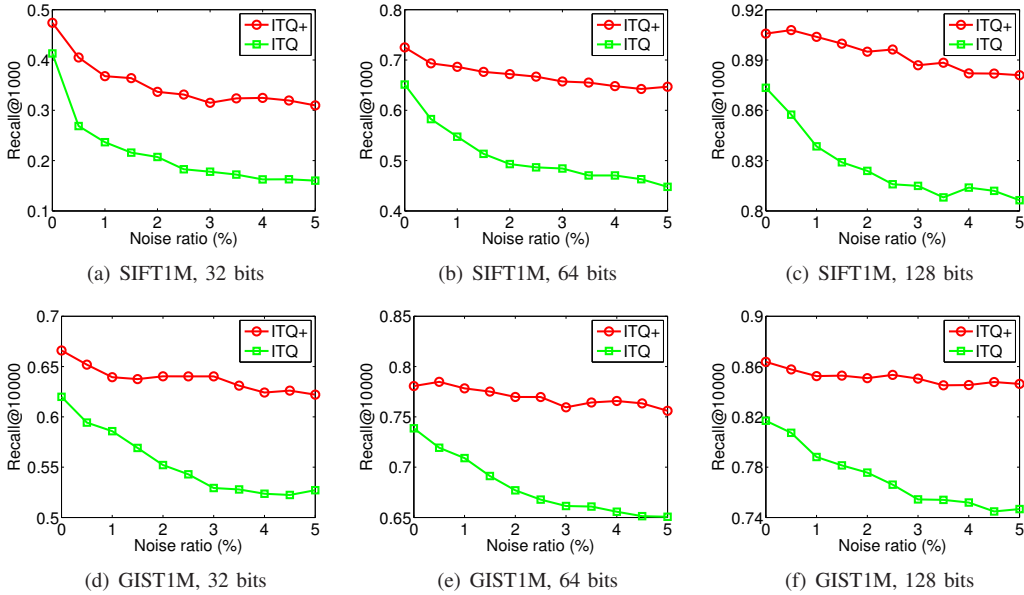 0.5
0.4
0.3
0.2
0.1
Recall@1000
0 1 2 3 4 5
Noise ratio (%)
ITQ+
ITQ
(a) SIFT1M, 32 bits
0.8
0.7
0.6
0.5
0.4
Recall@1000
0 1 2 3 4 5
Noise ratio (%)
ITQ+
ITQ
(b) SIFT1M, 64 bits
0.92
0.89
0.86
0.83
0.8
Recall@1000
0 1 2 3 4 5
Noise ratio (%)
ITQ+
ITQ
(c) SIFT1M, 128 bits
0.7
0.65
0.6
0.55
0.5
Recall@10000
0 1 2 3 4 5
Noise ratio (%)
ITQ+
ITQ
(d) GIST1M, 32 bits
0.85
0.8
0.75
0.7
0.65
Recall@10000
0 1 2 3 4 5
Noise ratio (%)
ITQ+
ITQ
(e) GIST1M, 64 bits
0.9
0.86
0.82
0.78
0.74
Recall@10000
0 1 2 3 4 5
Noise ratio (%)
ITQ+
ITQ
(f) GIST1M, 128 bits